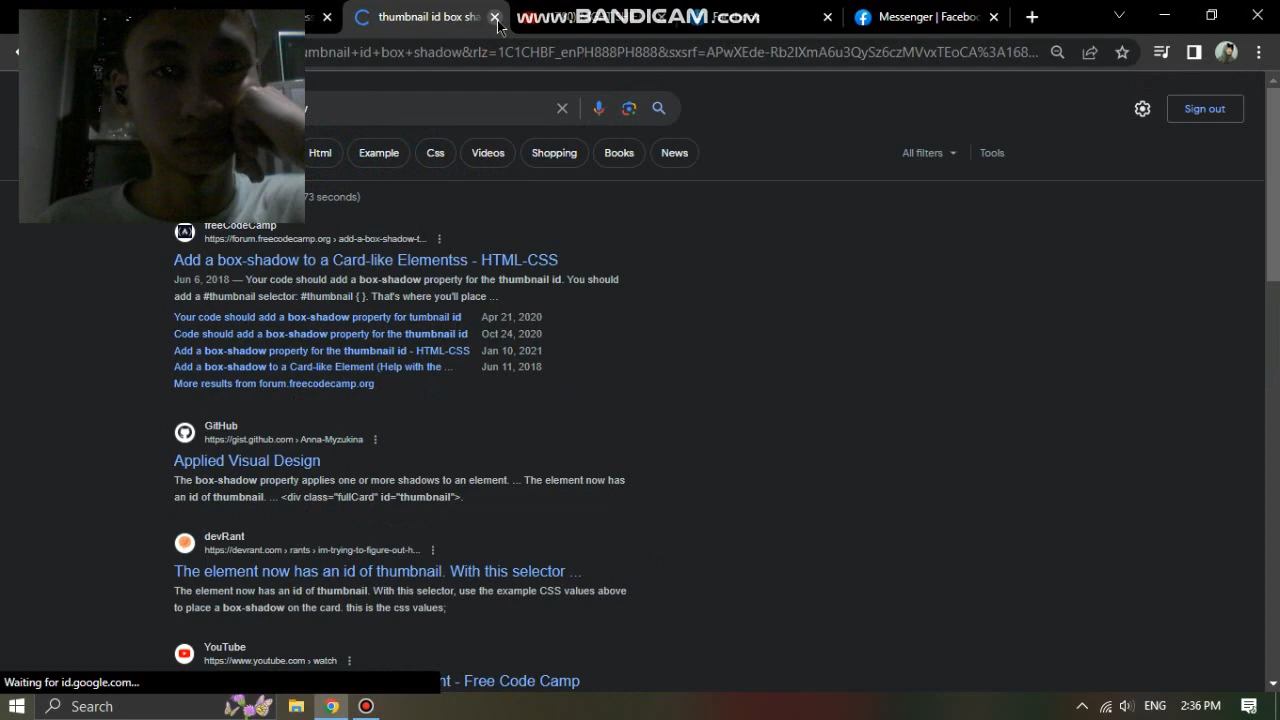 thumbnail id box sha
www.BANDICAM.com
Messenger | Faceboo
umbnail+id+box+shadow&rlz=1C1CHBF_enPH888PH888&sxsrf=APwXEde-Rb2IXmA6u3QySz6czMVvxTEoCA%3A168...
Sign out
Html
Example
Css
Videos
Shopping
Books
News
All filters
Tools
73 seconds)
freeCodeCamp
https://forum.freecodecamp.org › add-a-box-shadow-t...
Add a box-shadow to a Card-like Elementss - HTML-CSS
Jun 6, 2018 — Your code should add a box-shadow property for the thumbnail id. You should
add a #thumbnail selector: #thumbnail { }. That's where you'll place ...
Your code should add a box-shadow property for tumbnail id Apr 21, 2020
Code should add a box-shadow property for the thumbnail id Oct 24, 2020
Add a box-shadow property for the thumbnail id - HTML-CSS Jan 10, 2021
Add a box-shadow to a Card-like Element (Help with the ... Jun 11, 2018
More results from forum.freecodecamp.org
GitHub
https://gist.github.com › Anna-Myzukina
Applied Visual Design
The box-shadow property applies one or more shadows to an element. ... The element now has
an id of thumbnail. ... <div class="fullCard" id="thumbnail">.
devRant
https://devrant.com › rants › im-trying-to-figure-out-h...
The element now has an id of thumbnail. With this selector ...
The element now has an id of thumbnail. With this selector, use the example CSS values above
to place a box-shadow on the card. this is the css values;
YouTube
https://www.youtube.com › watch
nt - Free Code Camp
Waiting for id.google.com...
Search
ENG
2:36 PM